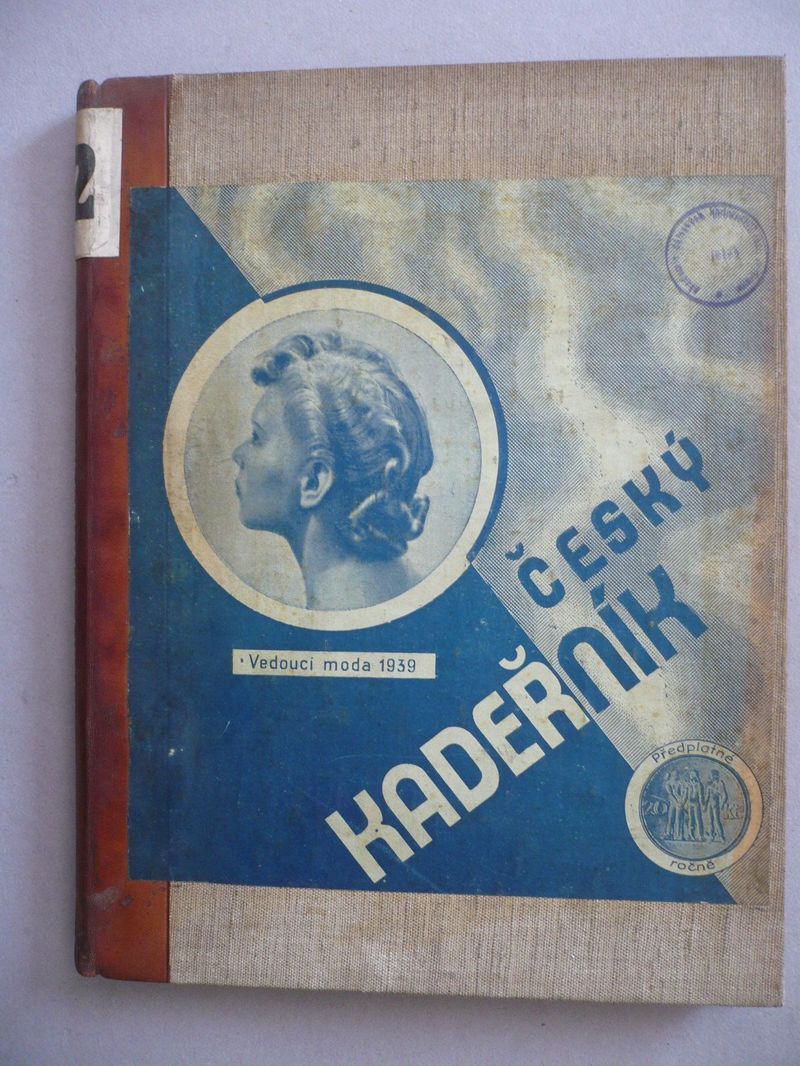 2
ČESKÝ
KADEŘNÍK
Vedoucí moda 1939
Předplatné
20 Kč
ročně